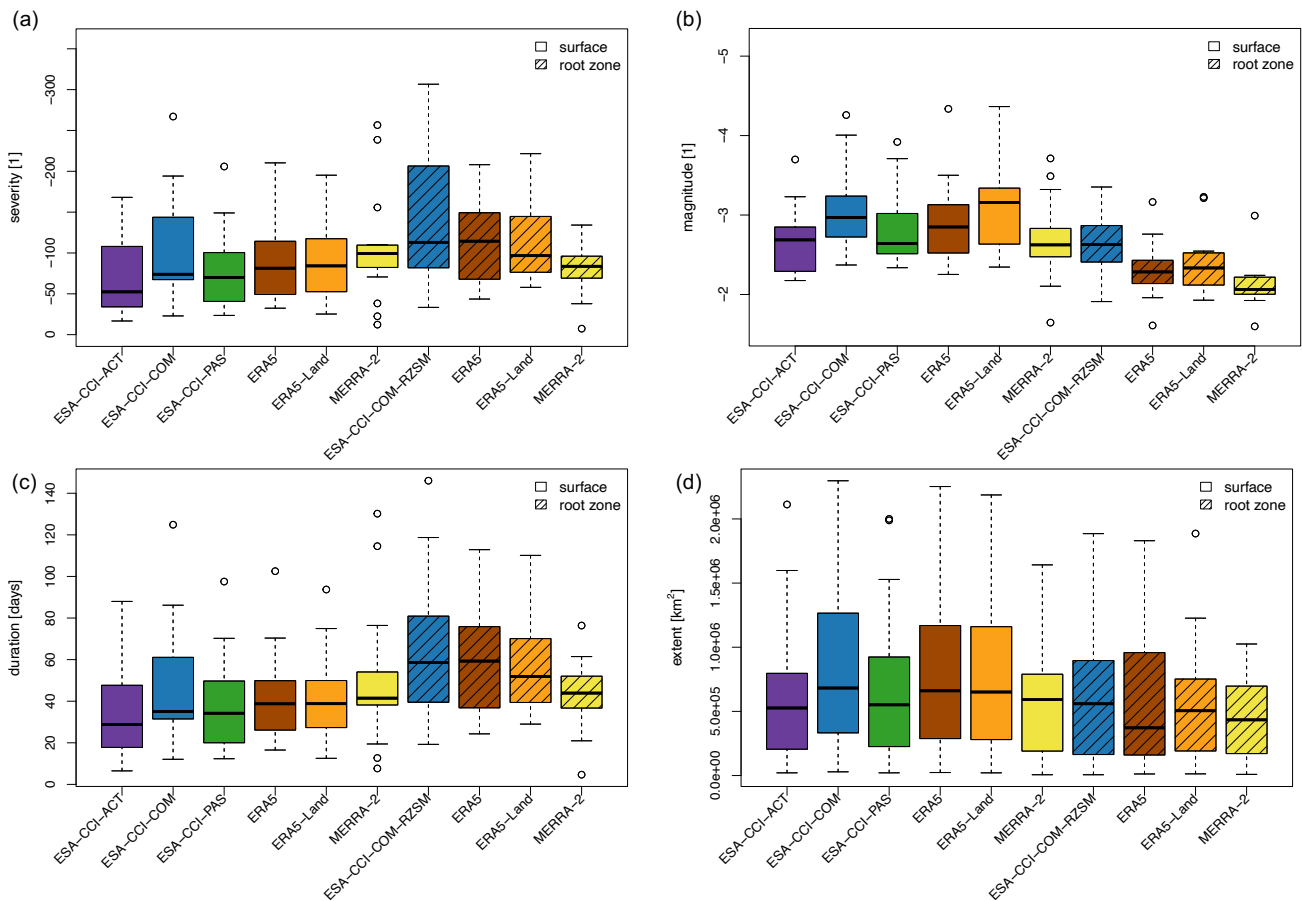 (a)
surface
root zone
severity [1]
-300
-200
-100
-50
0
ESA-CCI-ACT
ESA-CCI-COM
ESA-CCI-PAS
ERA5
ERA5-Land
MERRA-2
ESA-CCI-COM-RZSM
ERA5
ERA5-Land
MERRA-2
(b)
surface
root zone
magnitude [1]
-5
-4
-3
-2
ESA-CCI-ACT
ESA-CCI-COM
ESA-CCI-PAS
ERA5
ERA5-Land
MERRA-2
ESA-CCI-COM-RZSM
ERA5
ERA5-Land
MERRA-2
(c)
surface
root zone
duration [days]
140
120
100
80
60
40
20
0
ESA-CCI-ACT
ESA-CCI-COM
ESA-CCI-PAS
ERA5
ERA5-Land
MERRA-2
ESA-CCI-COM-RZSM
ERA5
ERA5-Land
MERRA-2
(d)
surface
root zone
extent [km²]
2.0e+06
1.5e+06
1.0e+06
5.0e+05
0.0e+00
ESA-CCI-ACT
ESA-CCI-COM
ESA-CCI-PAS
ERA5
ERA5-Land
MERRA-2
ESA-CCI-COM-RZSM
ERA5
ERA5-Land
MERRA-2